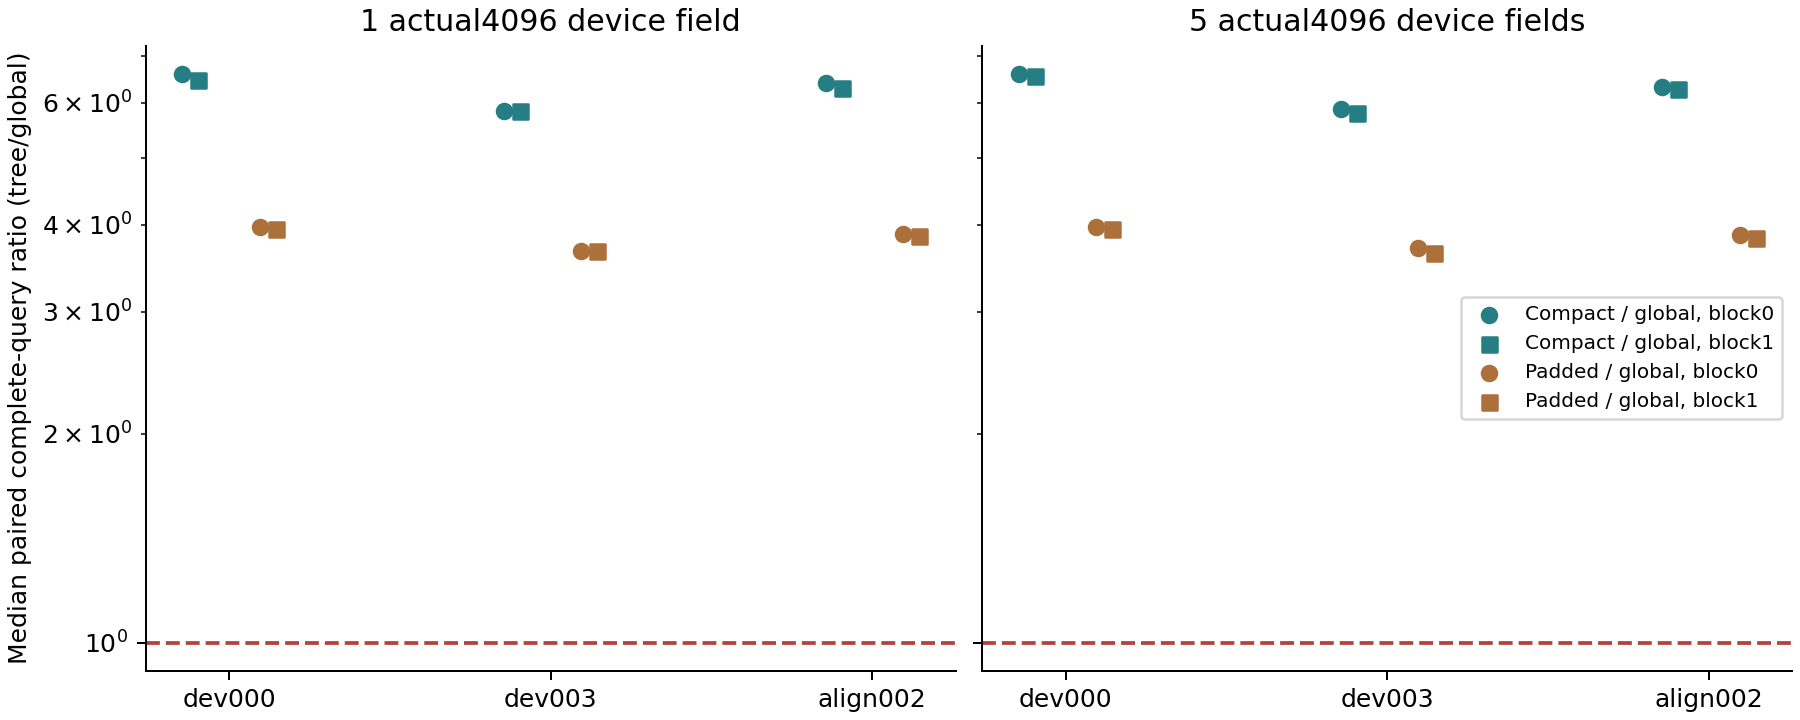 1 actual4096 device field
5 actual4096 device fields
Median paired complete-query ratio (tree/global)
6 × 10⁰
4 × 10⁰
3 × 10⁰
2 × 10⁰
10⁰
Compact / global, block0
Compact / global, block1
Padded / global, block0
Padded / global, block1
dev000
dev003
align002
dev000
dev003
align002